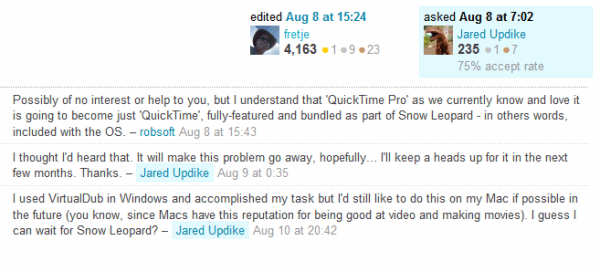 edited Aug 8 at 15:24
fretje
4,163 1 9 23
asked Aug 8 at 7:02
Jared Updike
235 1 7
75% accept rate
Possibly of no interest or help to you, but I understand that 'QuickTime Pro' as we currently know and love it
is going to become just 'QuickTime', fully-featured and bundled as part of Snow Leopard - in others words,
included with the OS. – robsoft Aug 8 at 15:43
I thought I'd heard that. It will make this problem go away, hopefully... I'll keep a heads up for it in the next
few months. Thanks. – Jared Updike Aug 9 at 0:35
I used VirtualDub in Windows and accomplished my task but I'd still like to do this on my Mac if possible in
the future (you know, since Macs have this reputation for being good at video and making movies). I guess I
can wait for Snow Leopard? – Jared Updike Aug 10 at 20:42